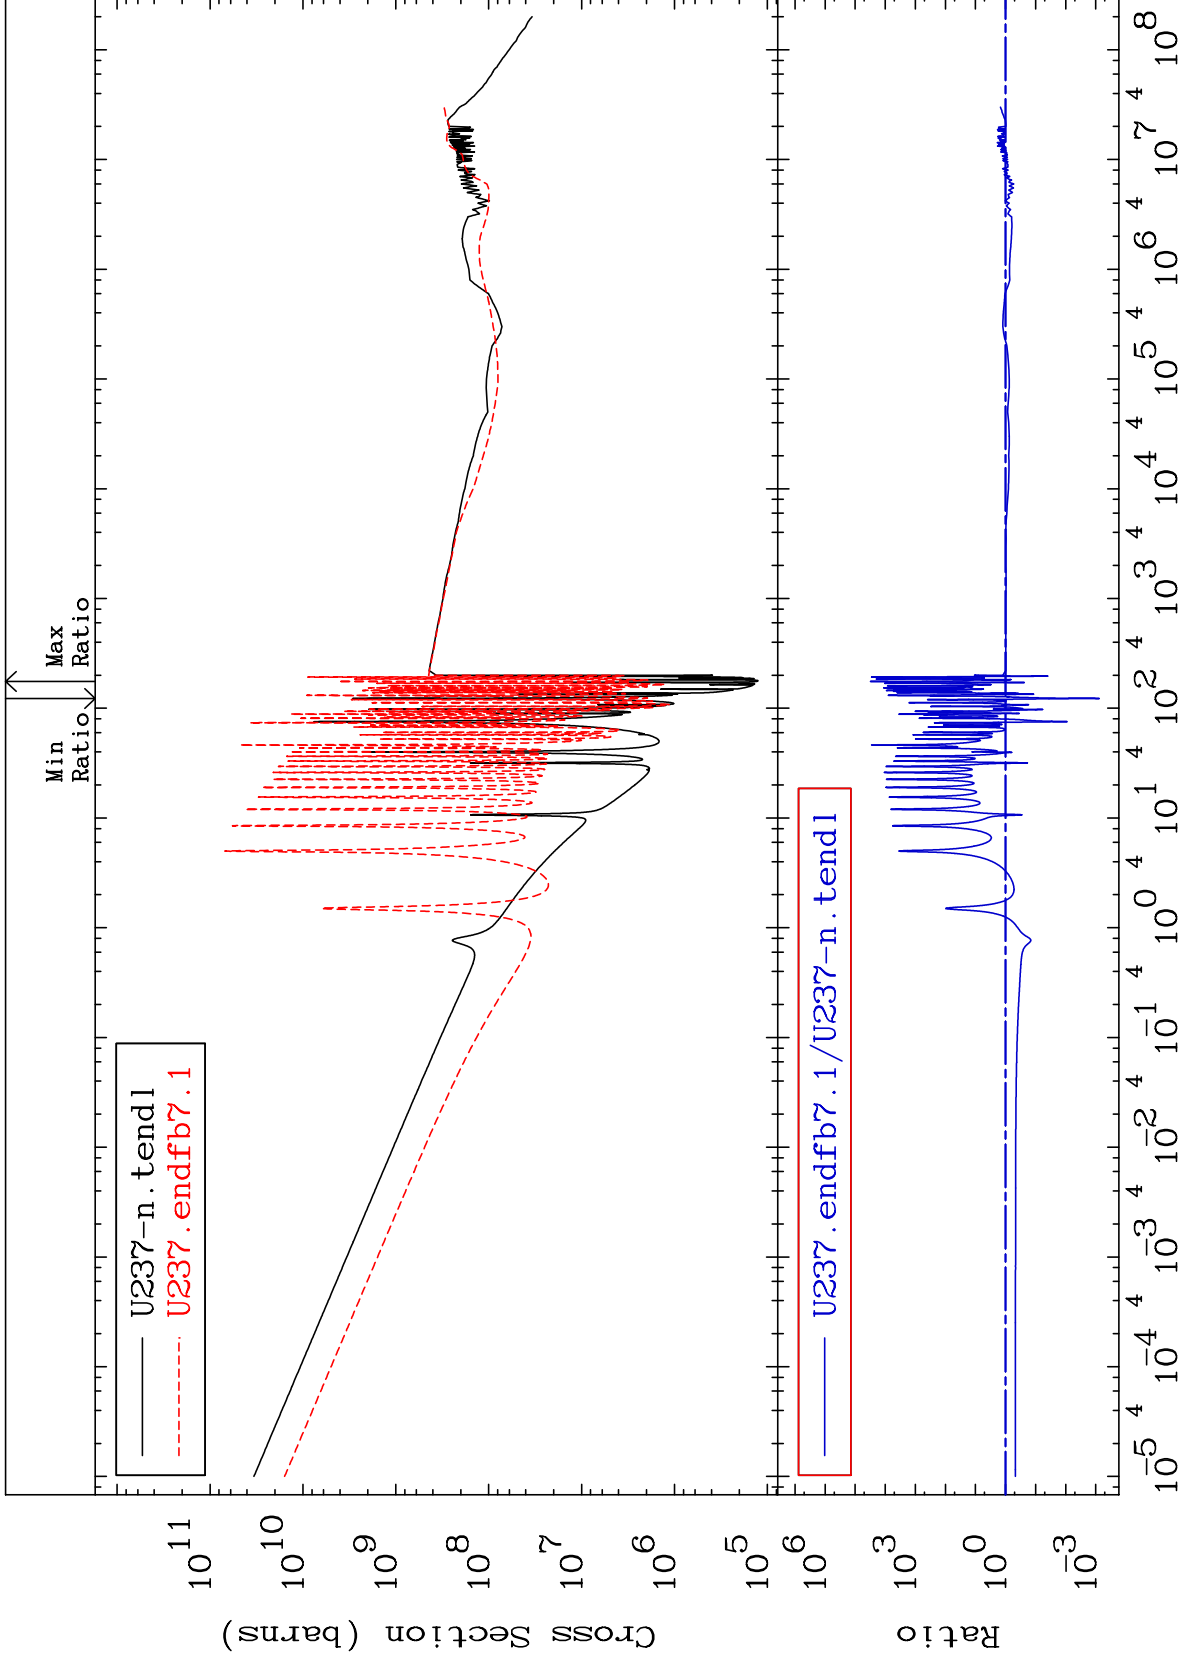 Min
Ratio
Max
Ratio
U237-n.tendl
U237.endfb7.1
Cross Section (barns)
10 11
10 10
10 9
10 8
10 7
10 6
10 5
U237.endfb7.1/U237-n.tendl
Ratio
10 6
10 3
10 0
10 -3
10 -5 4 10 -4 4 10 -3 4 10 -2 4 10 -1 4 10 0 4 10 1 4 10 2 4 10 3 4 10 4 4 10 5 4 10 6 4 10 7 4 10 8